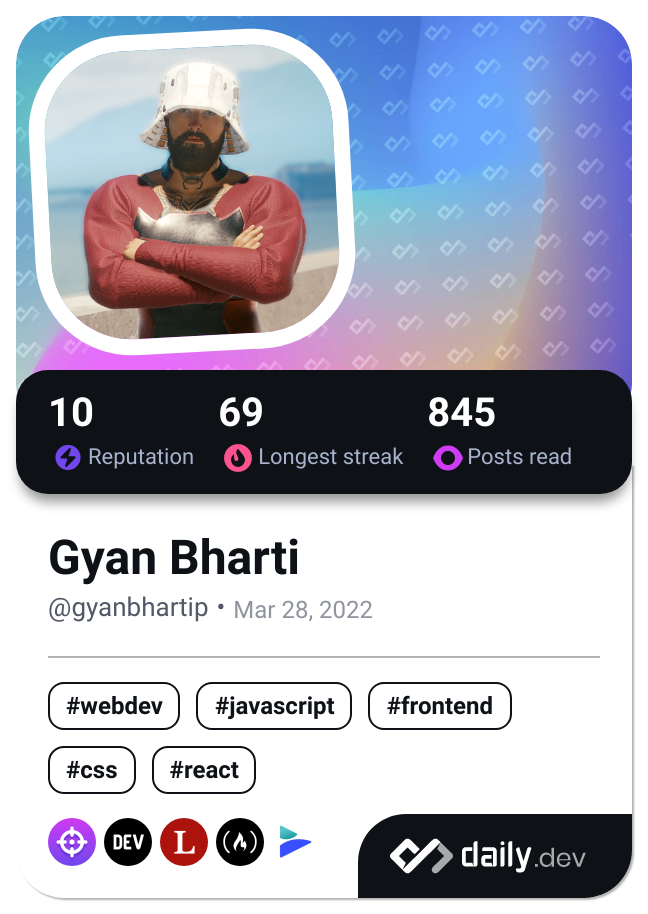 10 69 845
Reputation Longest streak Posts read
Gyan Bharti
@gyanbhartip • Mar 28, 2022
#webdev #javascript #frontend
#css #react
DEV L
daily.dev